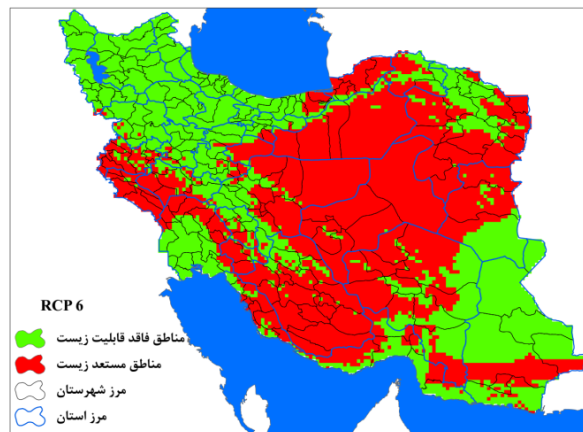 RCP 6
مناطق فاقد قابلیت زیست
مناطق مستعد زیست
مرز شهرستان
مرز استان